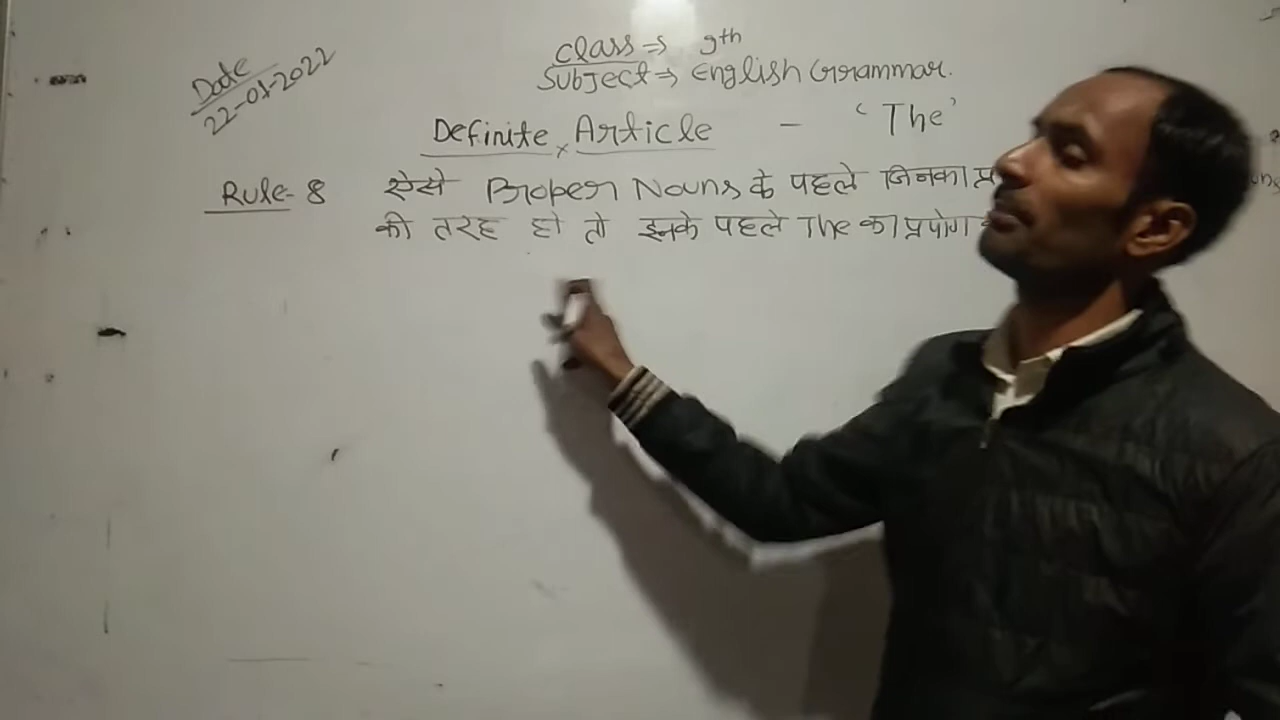 Date
22-01-2022
Class ⇒ 9th
Subject ⇒ English Grammar.
Definite Article - 'The'
Rule-8 ऐसे Proper Nouns के पहले जिनका
की तरह हो तो इनके पहले The का प्रयोग